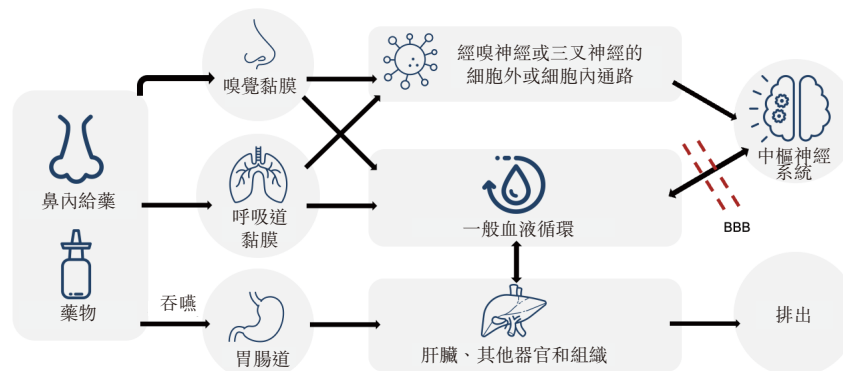 嗅覺黏膜
經嗅神經或三叉神經的
細胞外或細胞內通路
中樞神經
系統
鼻內給藥
呼吸道
黏膜
一般血液循環
BBB
藥物
吞嚥
胃腸道
肝臟、其他器官和組織
排出